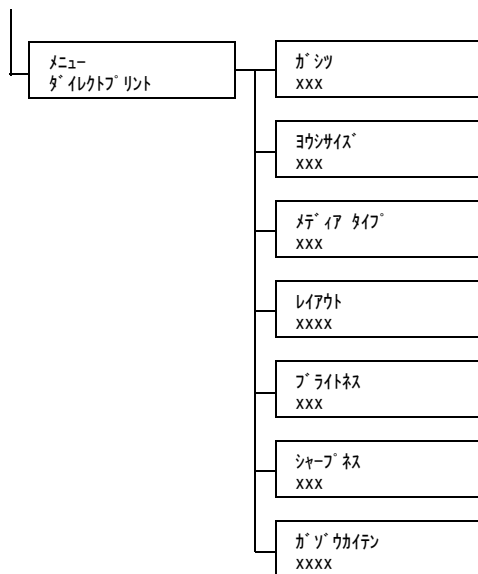 ﾒﾆｭｰ
ﾀﾞｲﾚｸﾄﾌﾟﾘﾝﾄ
ｶﾞｼﾂ
xxx
ﾖｳｼｻｲｽﾞ
xxx
ﾒﾃﾞｨｱ ﾀｲﾌﾟ
xxx
ﾚｲｱｳﾄ
xxxx
ﾌﾞﾗｲﾄﾈｽ
xxx
ｼｬｰﾌﾟﾈｽ
xxx
ｶﾞｿﾞｳｶｲﾃﾝ
xxxx